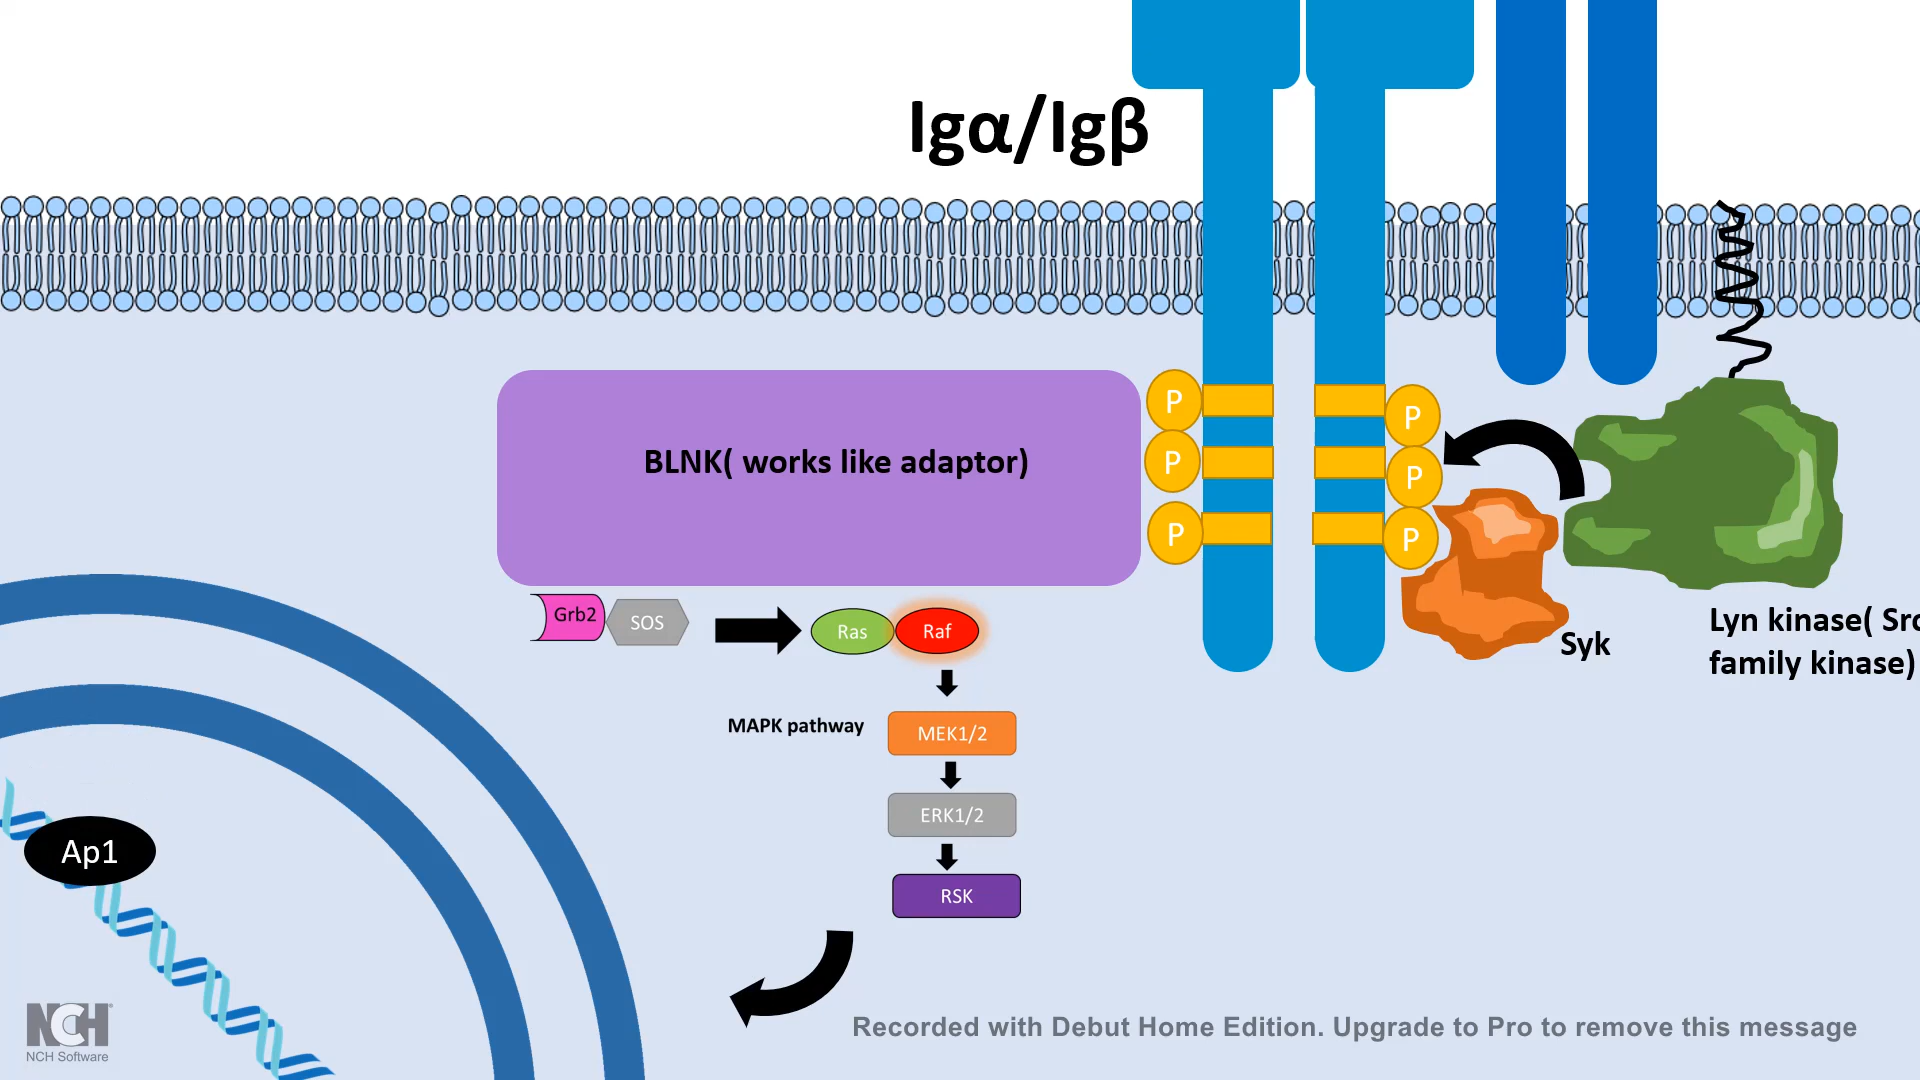 Igα/Igβ
P
P
P
P
P
P
BLNK( works like adaptor)
Grb2
SOS
Ras
Raf
Syk
Lyn kinase( Src
family kinase)
MAPK pathway
MEK1/2
ERK1/2
RSK
Ap1
NCH
NCH Software
Recorded with Debut Home Edition. Upgrade to Pro to remove this message